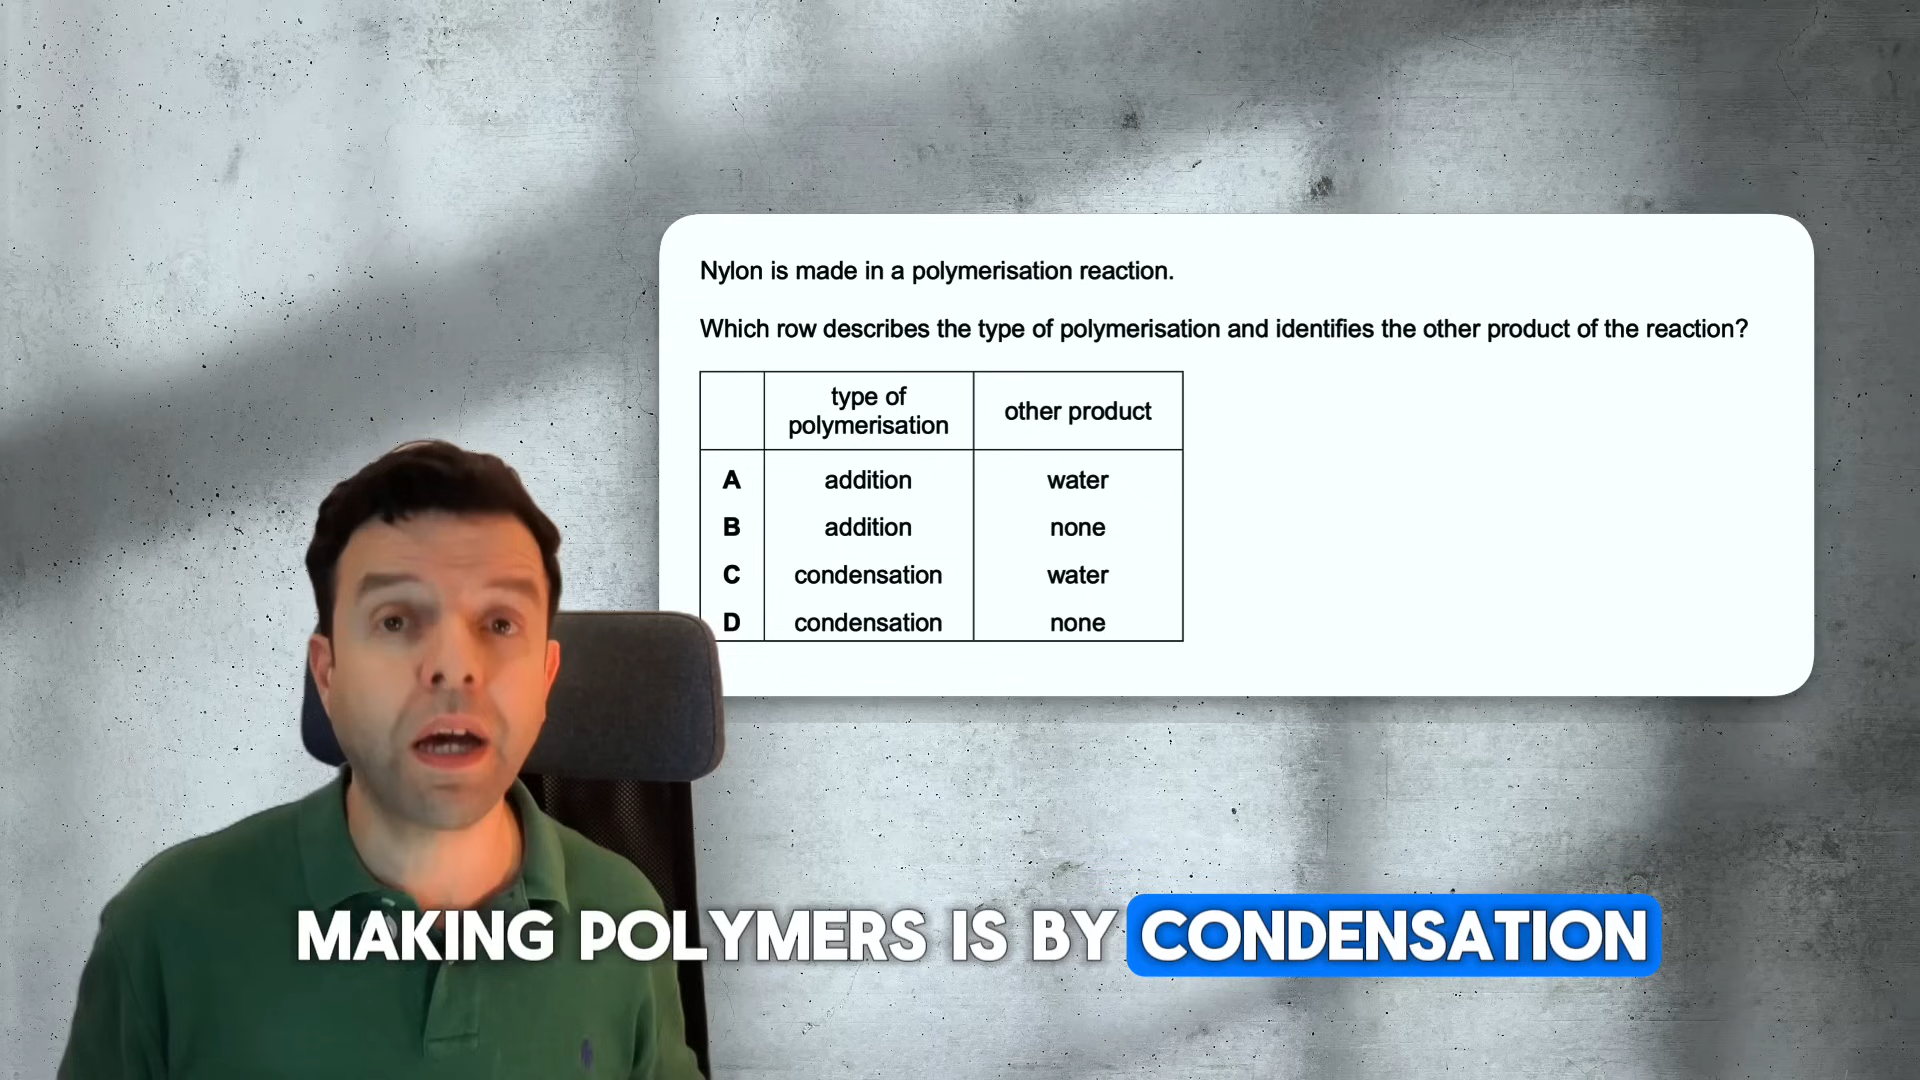 Nylon is made in a polymerisation reaction.
Which row describes the type of polymerisation and identifies the other product of the reaction?
type of polymerisation other product
A addition water
B addition none
C condensation water
D condensation none
MAKING POLYMERS IS BY CONDENSATION